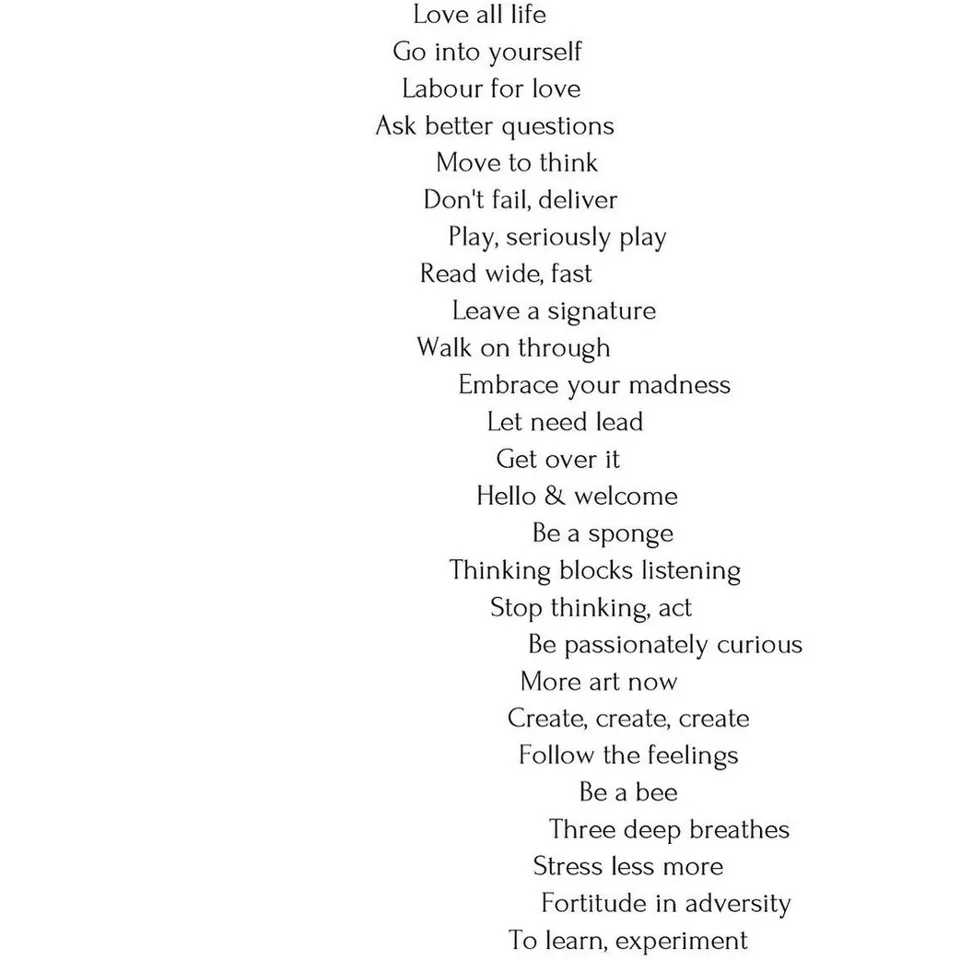 Love all life
Go into yourself
Labour for love
Ask better questions
Move to think
Don't fail, deliver
Play, seriously play
Read wide, fast
Leave a signature
Walk on through
Embrace your madness
Let need lead
Get over it
Hello & welcome
Be a sponge
Thinking blocks listening
Stop thinking, act
Be passionately curious
More art now
Create, create, create
Follow the feelings
Be a bee
Three deep breathes
Stress less more
Fortitude in adversity
To learn, experiment